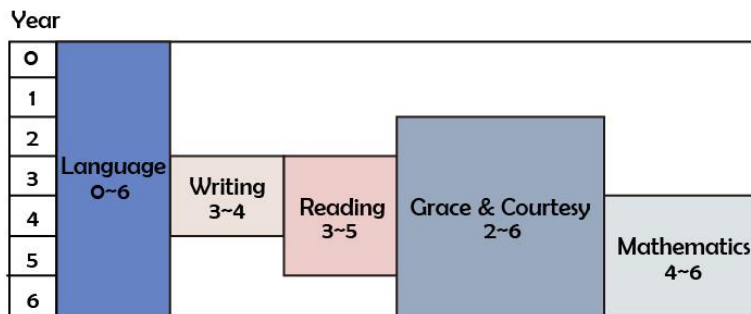 Year
0
1
2
3
4
5
6
Language
0~6
Writing
3~4
Reading
3~5
Grace & Courtesy
2~6
Mathematics
4~6